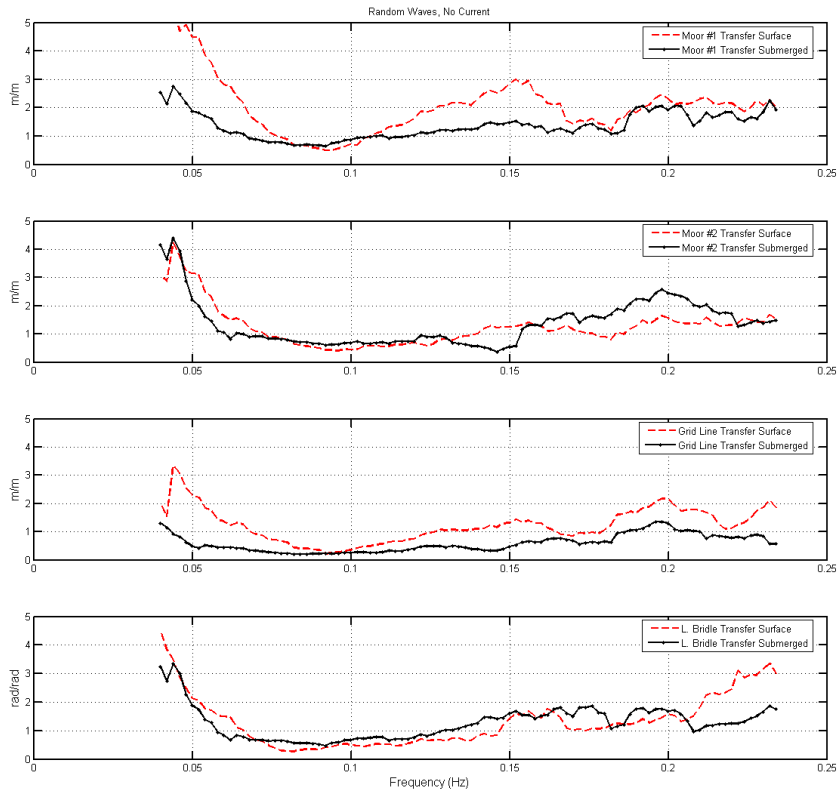 Random Waves, No Current
5
4
3
2
1
0
m/m
Moor #1 Transfer Surface
Moor #1 Transfer Submerged
0 0.05 0.1 0.15 0.2 0.25
5
4
3
2
1
0
m/m
Moor #2 Transfer Surface
Moor #2 Transfer Submerged
0 0.05 0.1 0.15 0.2 0.25
5
4
3
2
1
0
m/m
Grid Line Transfer Surface
Grid Line Transfer Submerged
0 0.05 0.1 0.15 0.2 0.25
5
4
3
2
1
0
rad/rad
L. Bridle Transfer Surface
L. Bridle Transfer Submerged
0 0.05 0.1 0.15 0.2 0.25
Frequency (Hz)